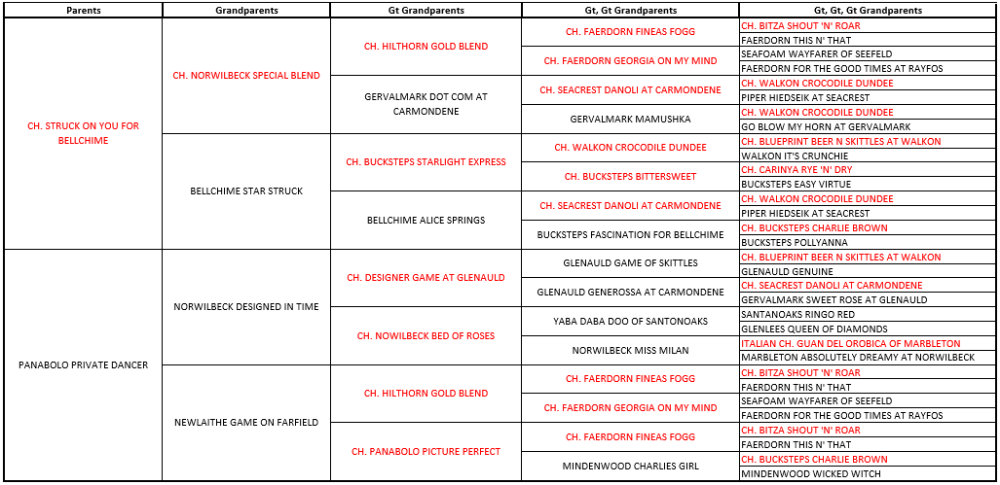 Parents
Grandparents
Gt Grandparents
Gt, Gt Grandparents
Gt, Gt, Gt Grandparents
CH. STRUCK ON YOU FOR
BELLCHIME
CH. NORWILBECK SPECIAL BLEND
CH. HILTHORN GOLD BLEND
CH. FAERDORN FINEAS FOGG
CH. BITZA SHOUT 'N' ROAR
FAERDORN THIS N' THAT
CH. FAERDORN GEORGIA ON MY MIND
SEAFOAM WAYFARER OF SEEFELD
FAERDORN FOR THE GOOD TIMES AT RAYFOS
GERVALMARK DOT COM AT
CARMONDENE
CH. SEACREST DANOLI AT CARMONDENE
CH. WALKON CROCODILE DUNDEE
PIPER HIEDSEIK AT SEACREST
GERVALMARK MAMUSHKA
CH. WALKON CROCODILE DUNDEE
GO BLOW MY HORN AT GERVALMARK
BELLCHIME STAR STRUCK
CH. BUCKSTEPS STARLIGHT EXPRESS
CH. WALKON CROCODILE DUNDEE
CH. BLUEPRINT BEER N SKITTLES AT WALKON
WALKON IT'S CRUNCHIE
CH. BUCKSTEPS BITTERSWEET
CH. CARINYA RYE 'N' DRY
BUCKSTEPS EASY VIRTUE
BELLCHIME ALICE SPRINGS
CH. SEACREST DANOLI AT CARMONDENE
CH. WALKON CROCODILE DUNDEE
PIPER HIEDSEIK AT SEACREST
BUCKSTEPS FASCINATION FOR BELLCHIME
CH. BUCKSTEPS CHARLIE BROWN
BUCKSTEPS POLLYANNA
PANABOLO PRIVATE DANCER
NORWILBECK DESIGNED IN TIME
CH. DESIGNER GAME AT GLENAULD
GLENAULD GAME OF SKITTLES
CH. BLUEPRINT BEER N SKITTLES AT WALKON
GLENAULD GENUINE
GLENAULD GENEROSSA AT CARMONDENE
CH. SEACREST DANOLI AT CARMONDENE
GERVALMARK SWEET ROSE AT GLENAULD
CH. NOWILBECK BED OF ROSES
YABA DABA DOO OF SANTONOAKS
SANTANOAKS RINGO RED
GLENLEES QUEEN OF DIAMONDS
NORWILBECK MISS MILAN
ITALIAN CH. GUAN DEL OROBICA OF MARBLETON
MARBLETON ABSOLUTELY DREAMY AT NORWILBECK
NEWLAITHE GAME ON FARFIELD
CH. HILTHORN GOLD BLEND
CH. FAERDORN FINEAS FOGG
CH. BITZA SHOUT 'N' ROAR
FAERDORN THIS N' THAT
CH. FAERDORN GEORGIA ON MY MIND
SEAFOAM WAYFARER OF SEEFELD
FAERDORN FOR THE GOOD TIMES AT RAYFOS
CH. PANABOLO PICTURE PERFECT
CH. FAERDORN FINEAS FOGG
CH. BITZA SHOUT 'N' ROAR
FAERDORN THIS N' THAT
MINDENWOOD CHARLIES GIRL
CH. BUCKSTEPS CHARLIE BROWN
MINDENWOOD WICKED WITCH